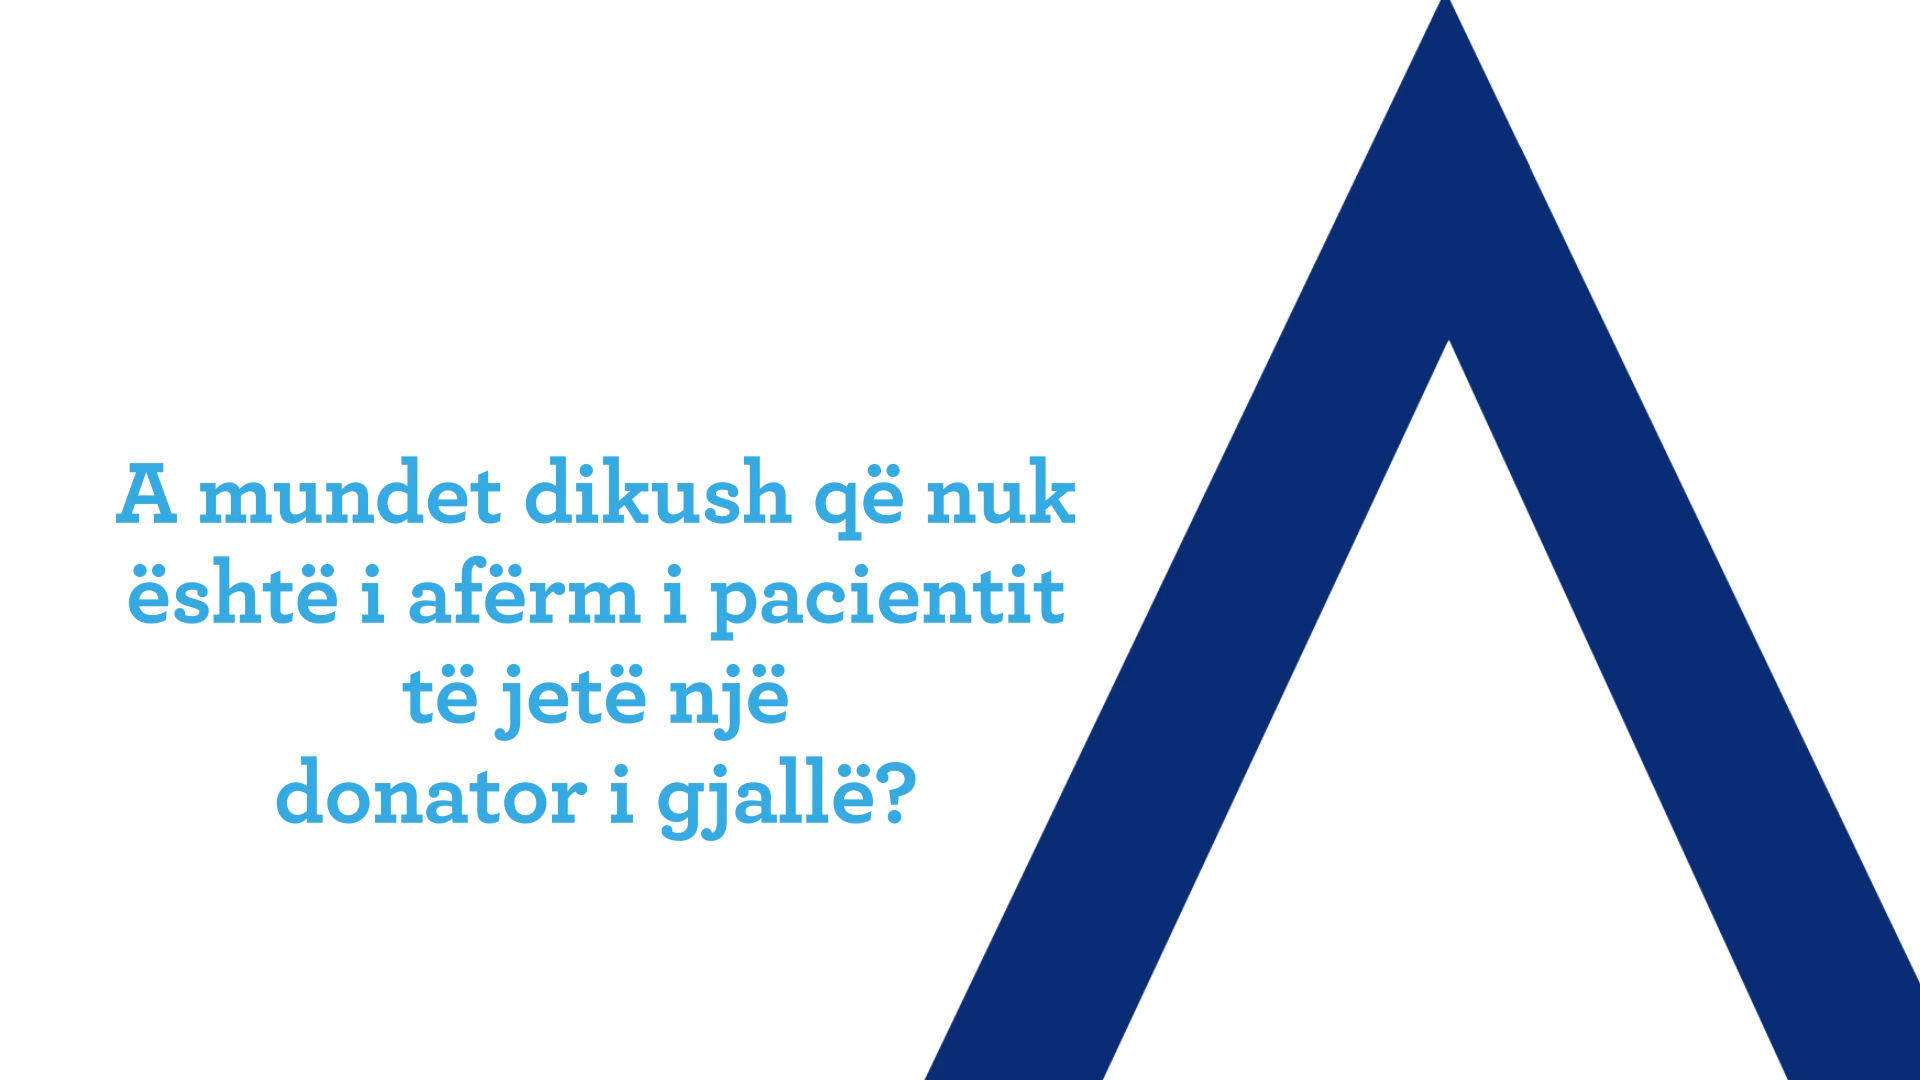 A mundet dikush që nuk
është i afërm i pacientit
të jetë një
donator i gjallë?